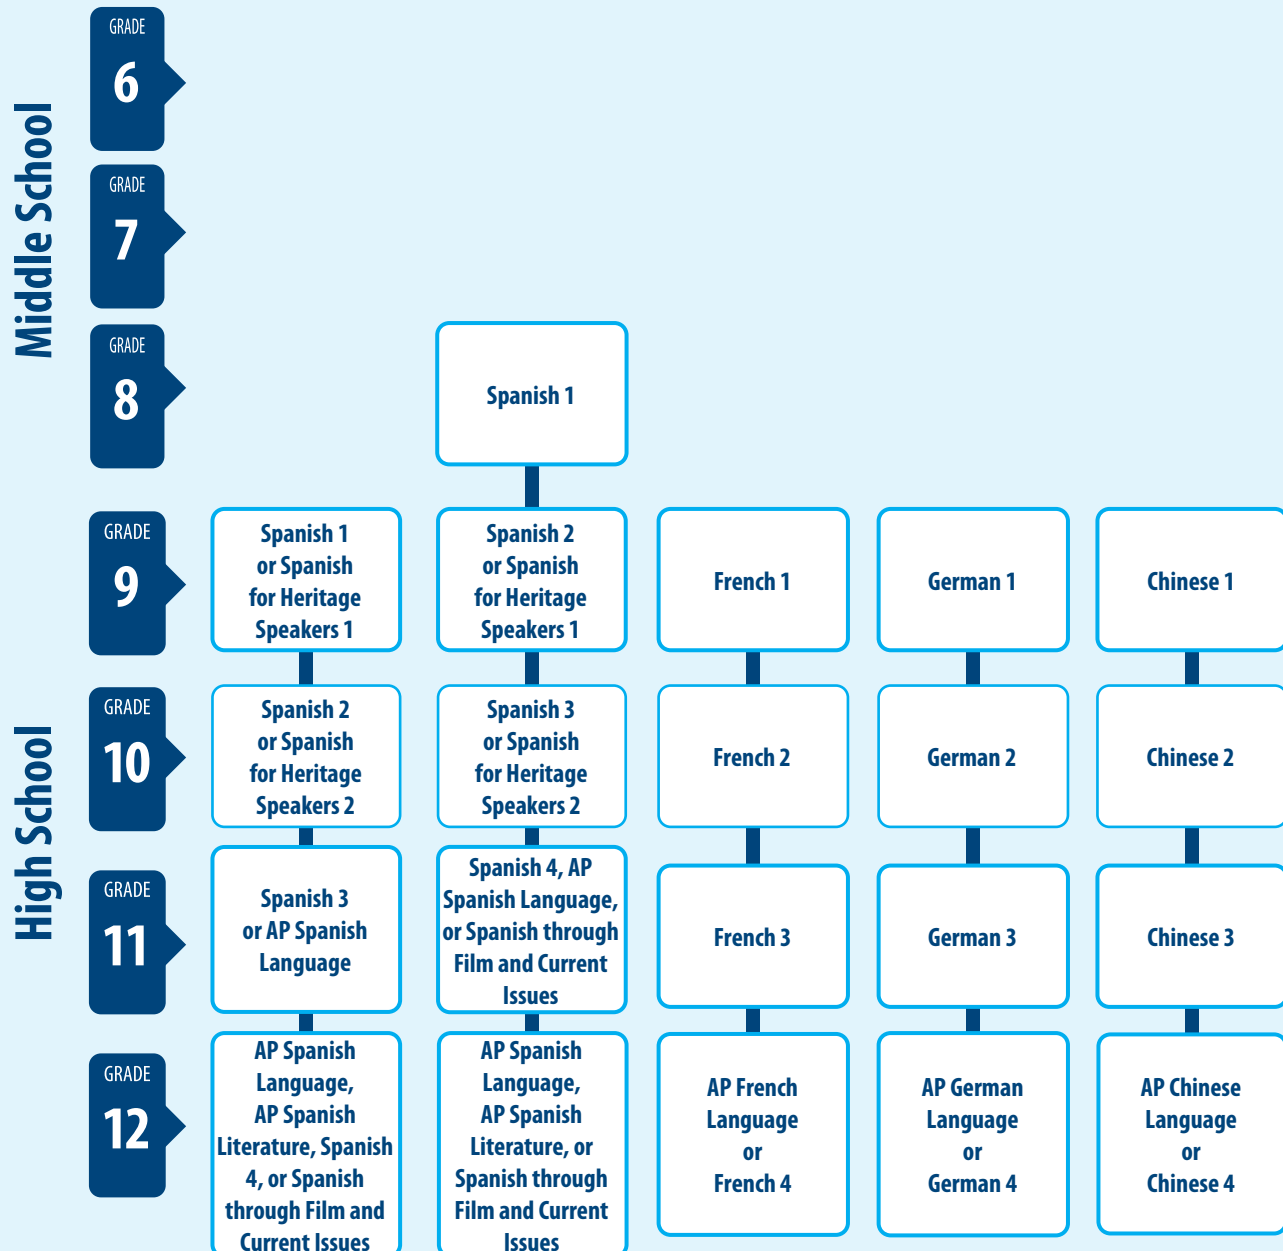 Middle School
GRADE
6
GRADE
7
GRADE
8
Spanish 1
High School
GRADE
9
Spanish 1
or Spanish
for Heritage
Speakers 1
Spanish 2
or Spanish
for Heritage
Speakers 1
French 1
German 1
Chinese 1
GRADE
10
Spanish 2
or Spanish
for Heritage
Speakers 2
Spanish 3
or Spanish
for Heritage
Speakers 2
French 2
German 2
Chinese 2
GRADE
11
Spanish 3
or AP Spanish
Language
Spanish 4, AP
Spanish Language,
or Spanish through
Film and Current
Issues
French 3
German 3
Chinese 3
GRADE
12
AP Spanish
Language,
AP Spanish
Literature, Spanish
4, or Spanish
through Film and
Current Issues
AP Spanish
Language,
AP Spanish
Literature, or
Spanish through
Film and Current
Issues
AP French
Language
or
French 4
AP German
Language
or
German 4
AP Chinese
Language
or
Chinese 4